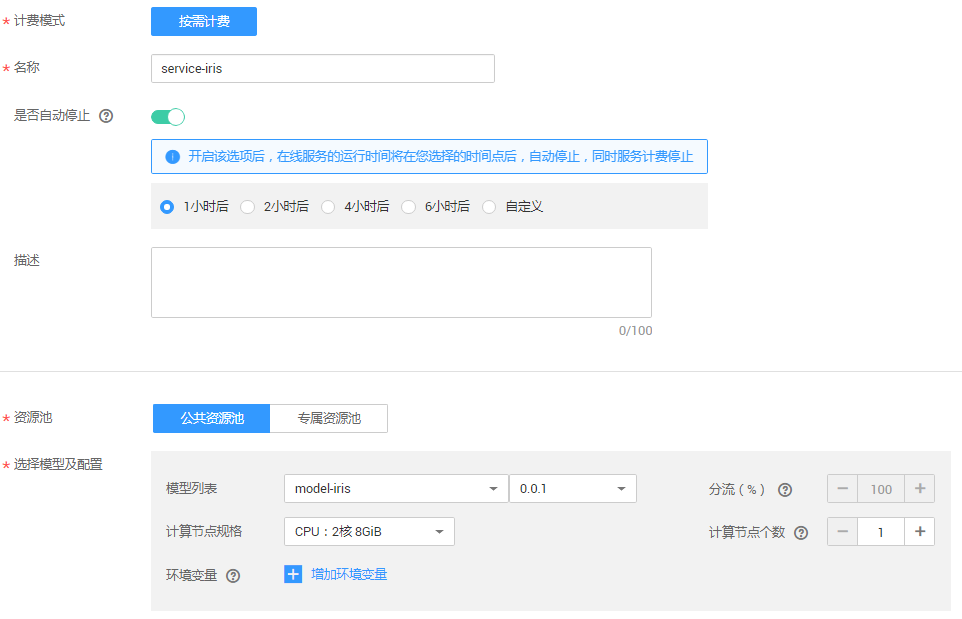 * 计费模式 按需计费
* 名称 service-iris
是否自动停止 ?
开启该选项后，在线服务的运行时间将在您选择的时间点后，自动停止，同时服务计费停止
1小时后 2小时后 4小时后 6小时后 自定义
描述
0/100
* 资源池 公共资源池 专属资源池
* 选择模型及配置
模型列表 model-iris 0.0.1 分流（%） ? － 100 +
计算节点规格 CPU：2核 8GiB 计算节点个数 ? － 1 +
环境变量 ? + 增加环境变量